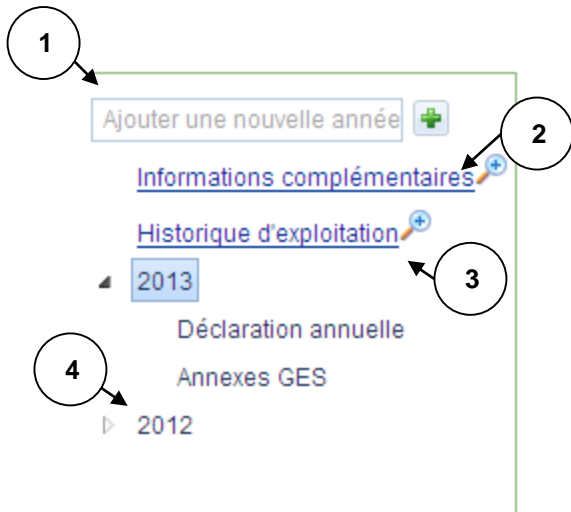 1
Ajouter une nouvelle année
2
Informations complémentaires
Historique d'exploitation
3
2013
Déclaration annuelle
Annexes GES
4
2012